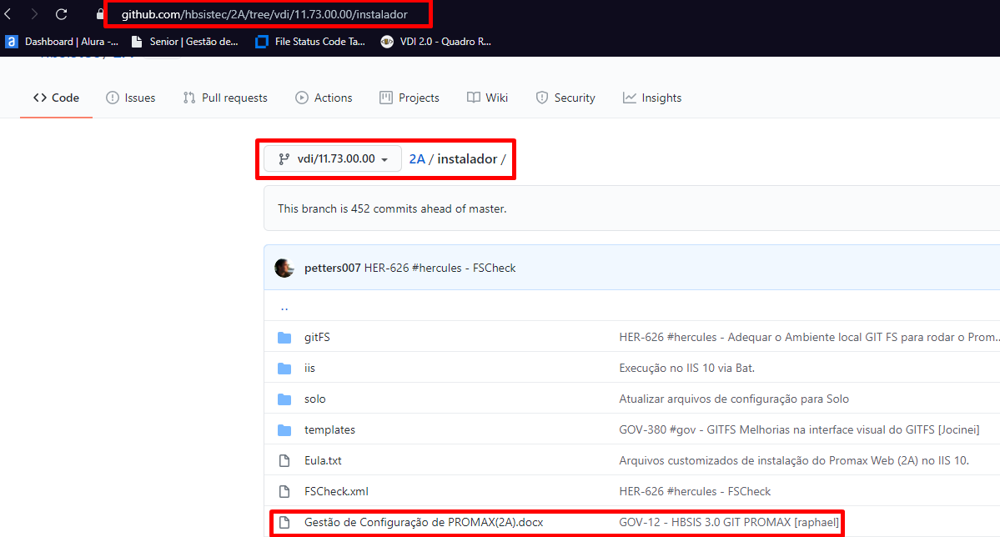 github.com/hbsistec/2A/tree/vdi/11.73.00.00/instalador
a Dashboard | Alura -... Senior | Gestão de... File Status Code Ta... VDI 2.0 - Quadro R...
Code Issues Pull requests Actions Projects Wiki Security Insights
vdi/11.73.00.00 2A / instalador /
This branch is 452 commits ahead of master.
petters007 HER-626 #hercules - FSCheck
..
gitFS HER-626 #hercules - Adequar o Ambiente local GIT FS para rodar o Prom...
iis Execução no IIS 10 via Bat.
solo Atualizar arquivos de configuração para Solo
templates GOV-380 #gov - GITFS Melhorias na interface visual do GITFS [Jocinei]
Eula.txt Arquivos customizados de instalação do Promax Web (2A) no IIS 10.
FSCheck.xml HER-626 #hercules - FSCheck
Gestão de Configuração de PROMAX(2A).docx GOV-12 - HBSIS 3.0 GIT PROMAX [raphael]